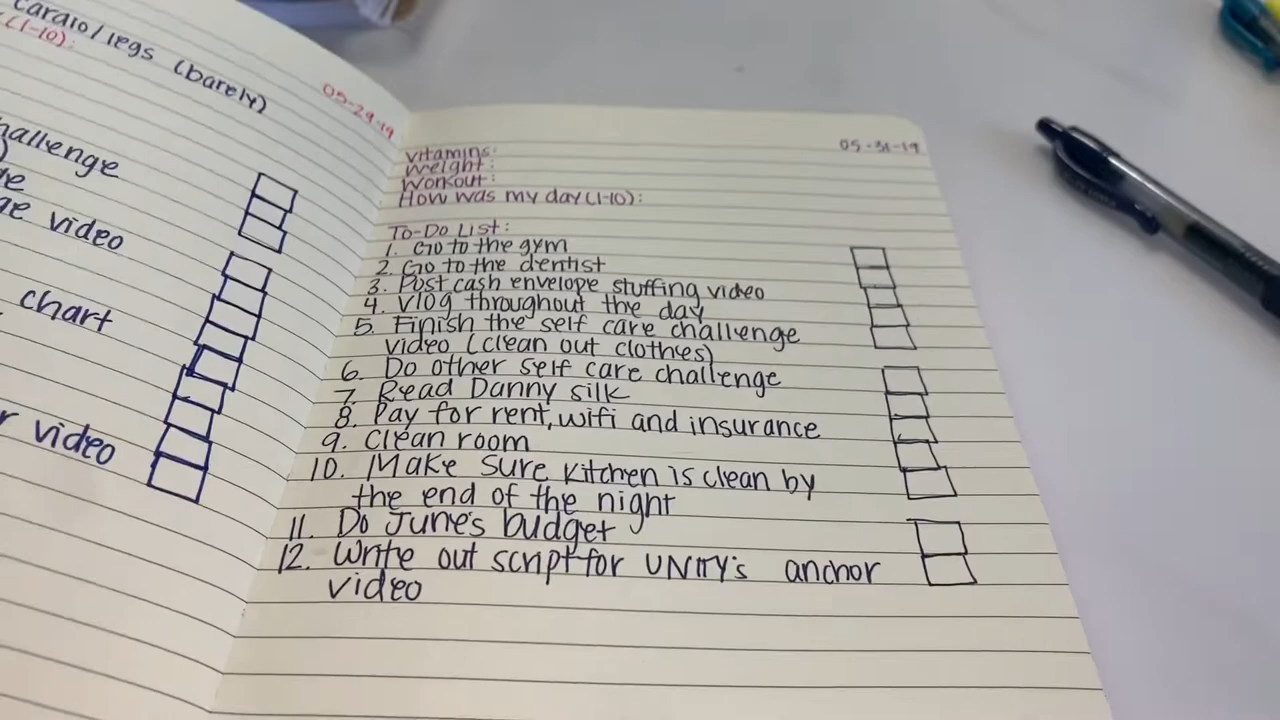 cardio/legs (barely)
(1-10):
05-29-19
challenge
video
chart
video
05-31-19
vitamins:
weight:
workout:
How was my day (1-10):
To-Do List:
1. Go to the gym
2. Go to the dentist
3. Post cash envelope stuffing video
4. Vlog throughout the day
5. Finish the self care challenge
video (clean out clothes)
6. Do other self care challenge
7. Read Danny silk
8. Pay for rent, wifi and insurance
9. Clean room
10. Make sure kitchen is clean by
the end of the night
11. Do June's budget
12. Write out script for UNITY's anchor
video